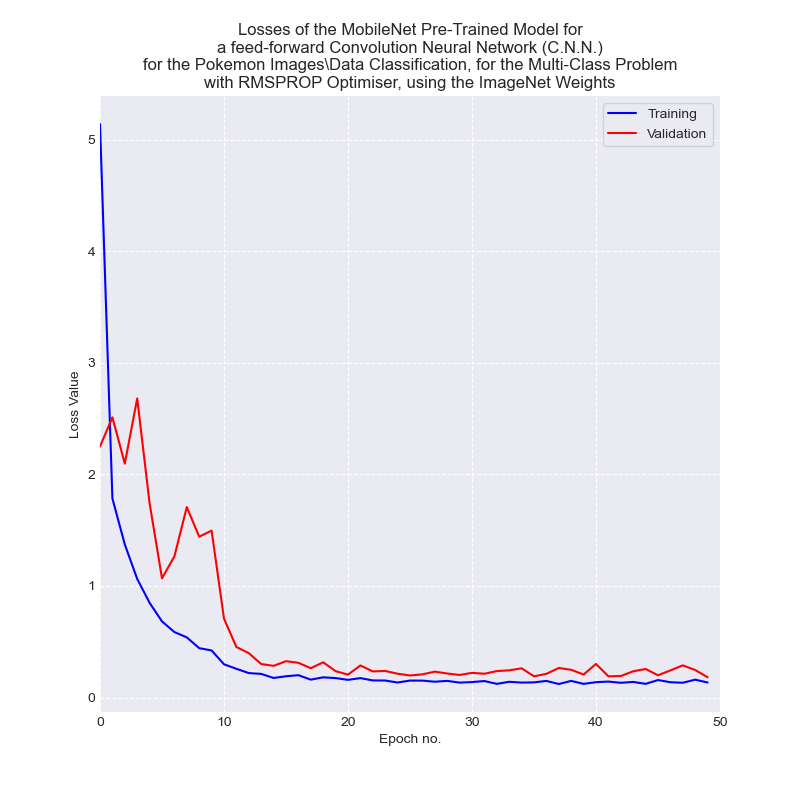 Losses of the MobileNet Pre-Trained Model for
a feed-forward Convolution Neural Network (C.N.N.)
for the Pokemon Images\Data Classification, for the Multi-Class Problem
with RMSPROP Optimiser, using the ImageNet Weights
Training
Validation
5
4
3
2
1
0
Loss Value
0 10 20 30 40 50
Epoch no.